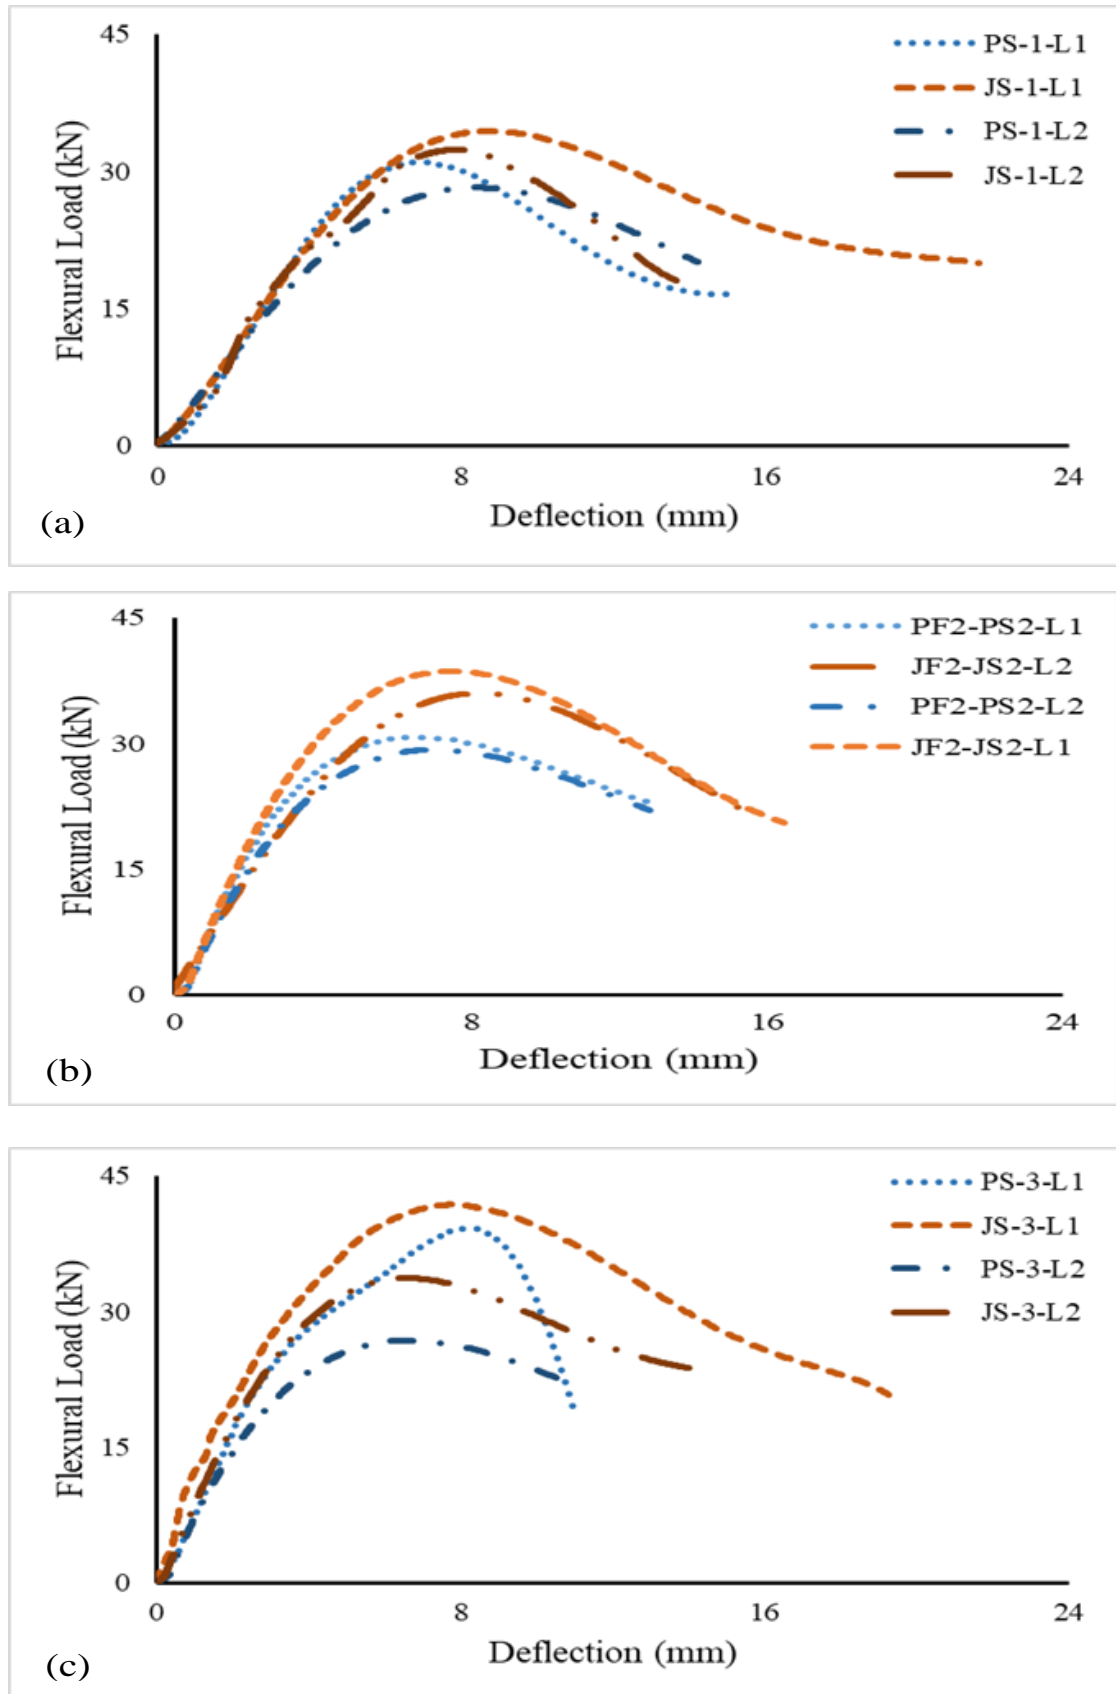 45
30
15
0
Flexural Load (kN)
PS-1-L1
JS-1-L1
PS-1-L2
JS-1-L2
0 8 16 24
Deflection (mm)
(a)
45
30
15
0
Flexural Load (kN)
PF2-PS2-L1
JF2-JS2-L2
PF2-PS2-L2
JF2-JS2-L1
0 8 16 24
Deflection (mm)
(b)
45
30
15
0
Flexural Load (kN)
PS-3-L1
JS-3-L1
PS-3-L2
JS-3-L2
0 8 16 24
Deflection (mm)
(c)